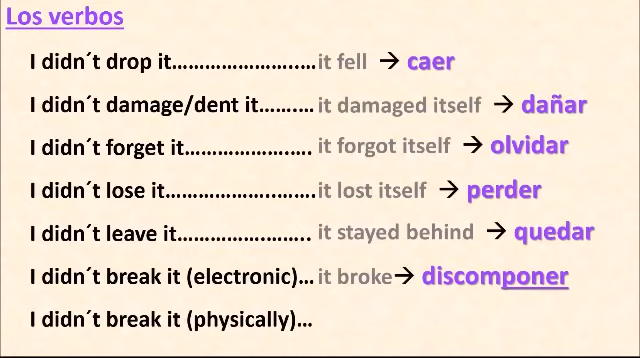 Los verbos
I didn´t drop it…………………..…it fell → caer
I didn´t damage/dent it…….…it damaged itself → dañar
I didn´t forget it……………….…. it forgot itself → olvidar
I didn´t lose it…………….……….it lost itself → perder
I didn´t leave it…………….…….. it stayed behind → quedar
I didn´t break it (electronic)…it broke→ discomponer
I didn´t break it (physically)…